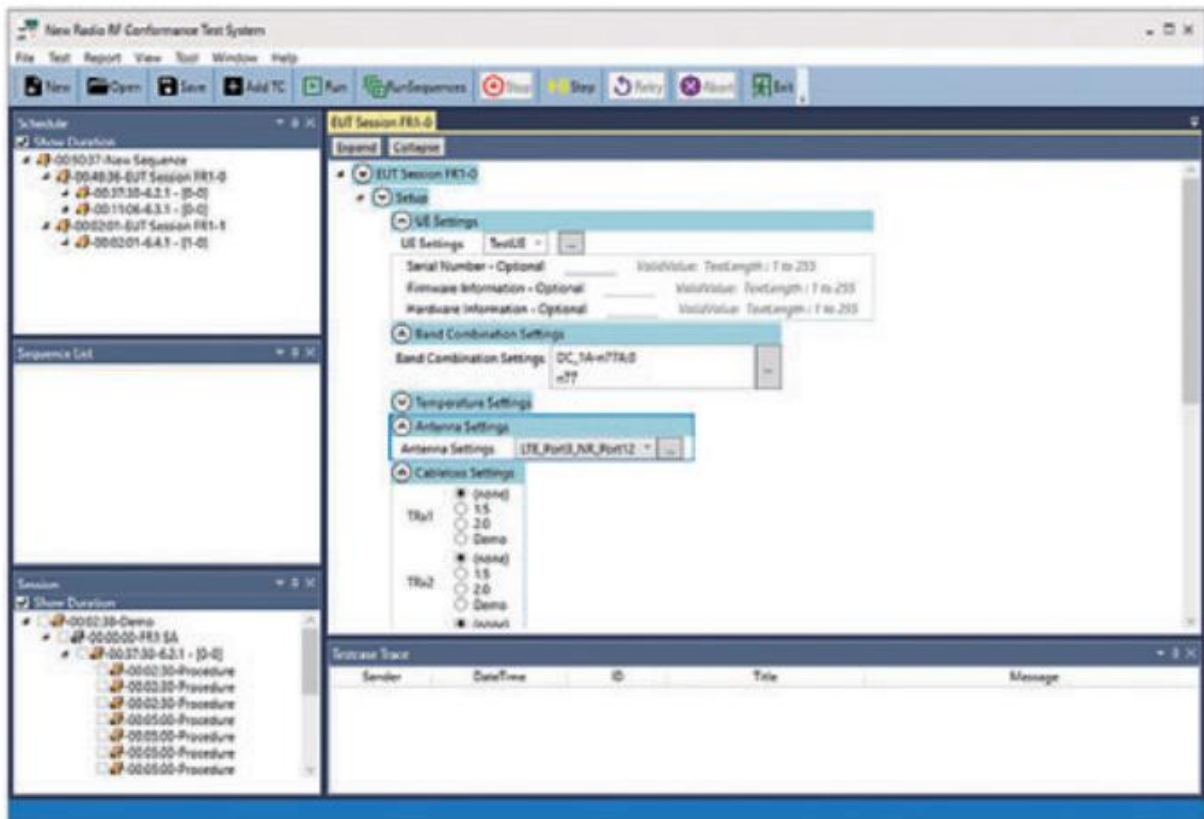 New Radio RF Conformance Test System
File Test Report View Tool Window Help
New Open Save Add TC Run RunSequences Stop Step Retry Abort Exit
Schedule
Show Duration
00:50:37-New Sequence
00:48:36-EUT Session FR1-0
00:37:30-6.2.1 - [0-0]
00:11:06-6.3.1 - [0-0]
00:02:01-EUT Session FR1-1
00:02:01-6.4.1 - [1-0]
Sequence List
Session
Show Duration
00:02:38-Demo
00:00:00-FR1 SA
00:37:30-6.2.1 - [0-0]
00:02:30-Procedure
00:02:30-Procedure
00:02:30-Procedure
00:05:00-Procedure
00:05:00-Procedure
00:05:00-Procedure
00:05:00-Procedure
EUT Session FR1-0
Expand Collapse
EUT Session FR1-0
Setup
UE Settings
UE Settings TestUE ...
Serial Number - Optional ValidValue: TextLength : 1 to 255
Firmware Information - Optional ValidValue: TextLength : 1 to 255
Hardware Information - Optional ValidValue: TextLength : 1 to 255
Band Combination Settings
Band Combination Settings DC_1A-n77A;0 ...
n77
Temperature Settings
Antenna Settings
Antenna Settings LTE_Port3_NR_Port12 ...
Cableloss Settings
TRx1
(none)
1.5
2.0
Demo
TRx2
(none)
1.5
2.0
Demo
(none)
Testcase Trace
Sender DateTime ID Title Message